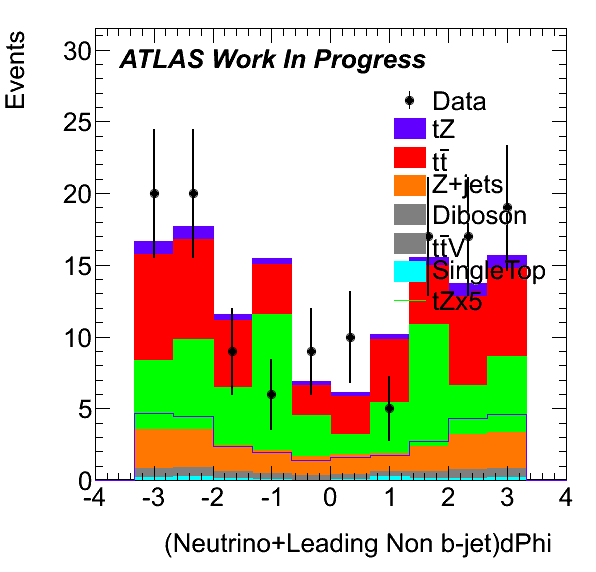 Events
ATLAS Work In Progress
Data
tZ
tt̄
Z+jets
Diboson
tt̄V
SingleTop
tZx5
30
25
20
15
10
5
0
-4 -3 -2 -1 0 1 2 3 4
(Neutrino+Leading Non b-jet)dPhi